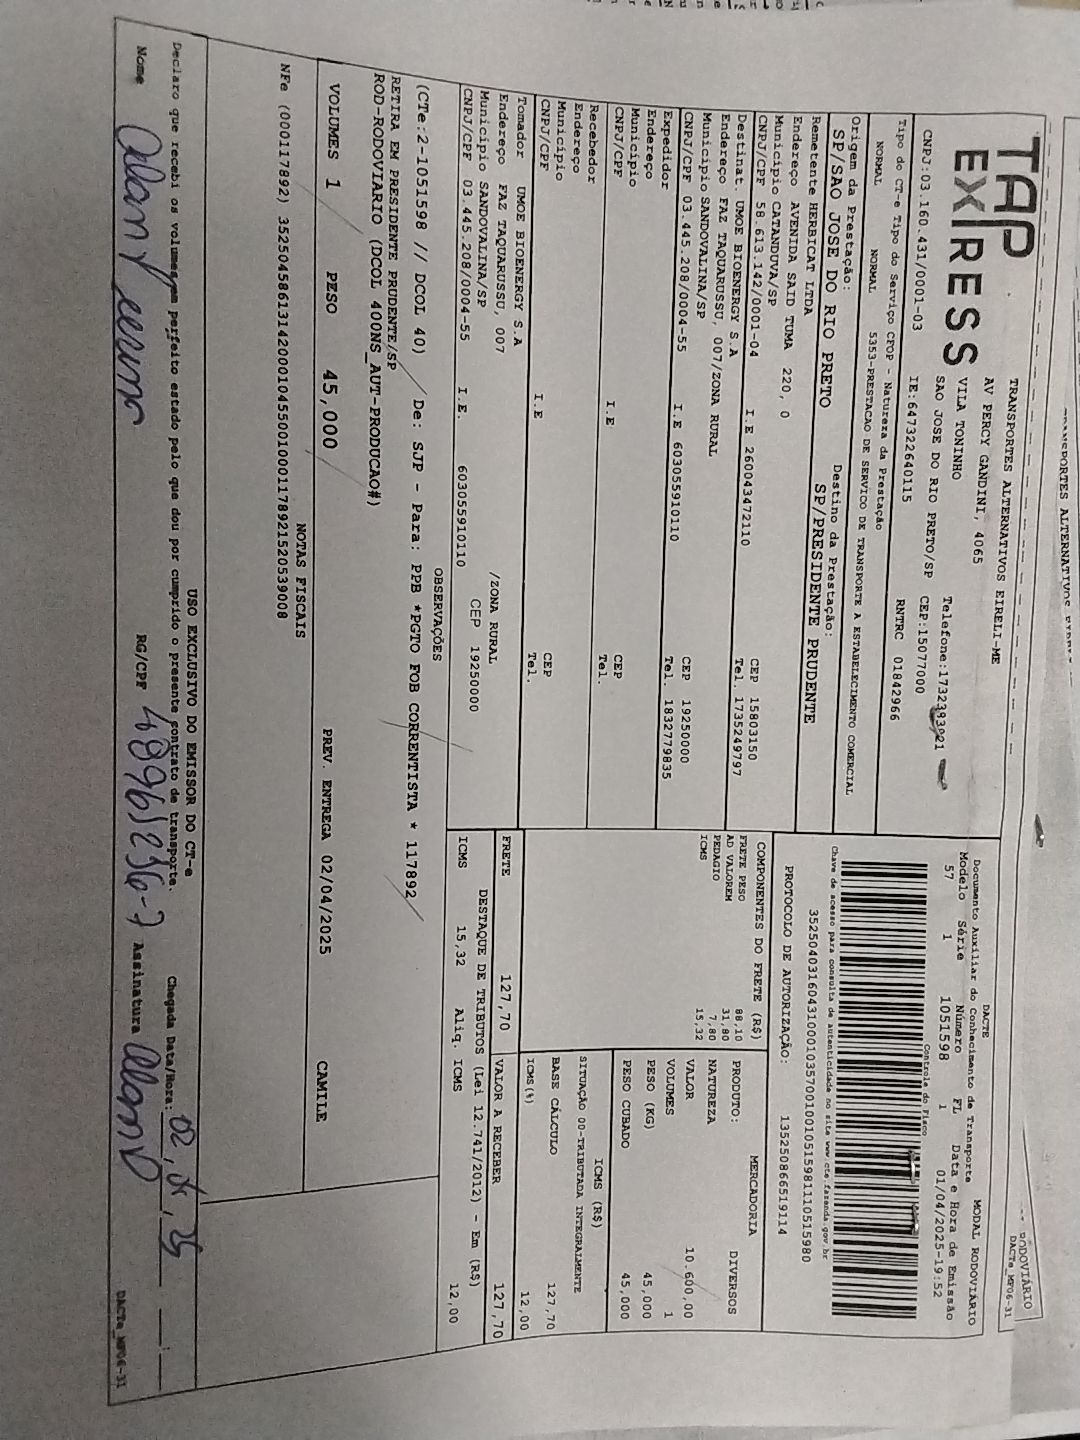 TAP
EXPRESS
TRANSPORTES ALTERNATIVOS EIRELI-ME
AV PERCY GANDINI, 4065
VILA TONINHO
SAO JOSE DO RIO PRETO/SP CEP:15077000
Telefone:1732393021
CNPJ:03.160.431/0001-03 IE:647322640115 RNTRC 01842966
RODOVIÁRIO
DACTe_MF06-31
DACTE MODAL RODOVIÁRIO
Documento Auxiliar do Conhecimento de Transporte
Modelo Série Número FL Data e Hora de Emissão
57 1 1051598 1 01/04/2025-19:52
Controle do Fisco
Chave de acesso para consulta de autenticidade no site www.cte.fazenda.gov.br
35250403160431000103570010010515981110515980
PROTOCOLO DE AUTORIZAÇÃO: 135250866519114
Tipo do CT-e Tipo do Serviço CFOP - Natureza da Prestação
NORMAL NORMAL 5353-PRESTACAO DE SERVICO DE TRANSPORTE A ESTABELECIMENTO COMERCIAL
Origem da Prestação: Destino da Prestação:
SP/SAO JOSE DO RIO PRETO SP/PRESIDENTE PRUDENTE
Remetente HERBICAT LTDA
Endereço AVENIDA SAID TUMA 220, 0
Município CATANDUVA/SP CEP 15803150
CNPJ/CPF 58.613.142/0001-04 I.E 260043472110 Tel. 1735249797
Destinat. UMOE BIOENERGY S.A
Endereço FAZ TAQUARUSSU, 007/ZONA RURAL
Município SANDOVALINA/SP CEP 19250000
CNPJ/CPF 03.445.208/0004-55 I.E 603055910110 Tel. 1832779835
Expedidor
Endereço
Município CEP
CNPJ/CPF I.E Tel.
Recebedor
Endereço
Município CEP
CNPJ/CPF I.E Tel.
Tomador UMOE BIOENERGY S.A
Endereço FAZ TAQUARUSSU, 007 /ZONA RURAL
Município SANDOVALINA/SP CEP 19250000
CNPJ/CPF 03.445.208/0004-55 I.E. 603055910110
COMPONENTES DO FRETE (R$)
FRETE PESO 88,10
AD VALOREM 31,80
PEDAGIO 7,80
ICMS 15,32
PRODUTO: MERCADORIA
NATUREZA DIVERSOS
VALOR 10.600,00
VOLUMES 1
PESO (KG) 45,000
PESO CUBADO 45,000
ICMS (R$)
SITUAÇÃO 00-TRIBUTADA INTEGRALMENTE
BASE CÁLCULO 127,70
ICMS(%) 12,00
FRETE 127,70 VALOR A RECEBER 127,70
DESTAQUE DE TRIBUTOS (Lei 12.741/2012) - Em (R$)
ICMS 15,32 Aliq. ICMS 12,00
OBSERVAÇÕES
(CTe:2-1051598 // DCOL 40) De: SJP - Para: PPB *PGTO FOB CORRENTISTA * 117892
RETIRA EM PRESIDENTE PRUDENTE/SP
ROD-RODOVIARIO (DCOL 400NS_AUT-PRODUCAO#)
VOLUMES 1 PESO 45,000 PREV. ENTREGA 02/04/2025 CAMILE
NOTAS FISCAIS
NFe (000117892) 35250458613142000104550010001178921520539008
USO EXCLUSIVO DO EMISSOR DO CT-e
Declaro que recebi os volumes em perfeito estado pelo que dou por cumprido o presente contrato de transporte.
Chegada Data/Hora: 02, 04, 25 __:__
Nome RG/CPF Assinatura
DACTe_MF06-31